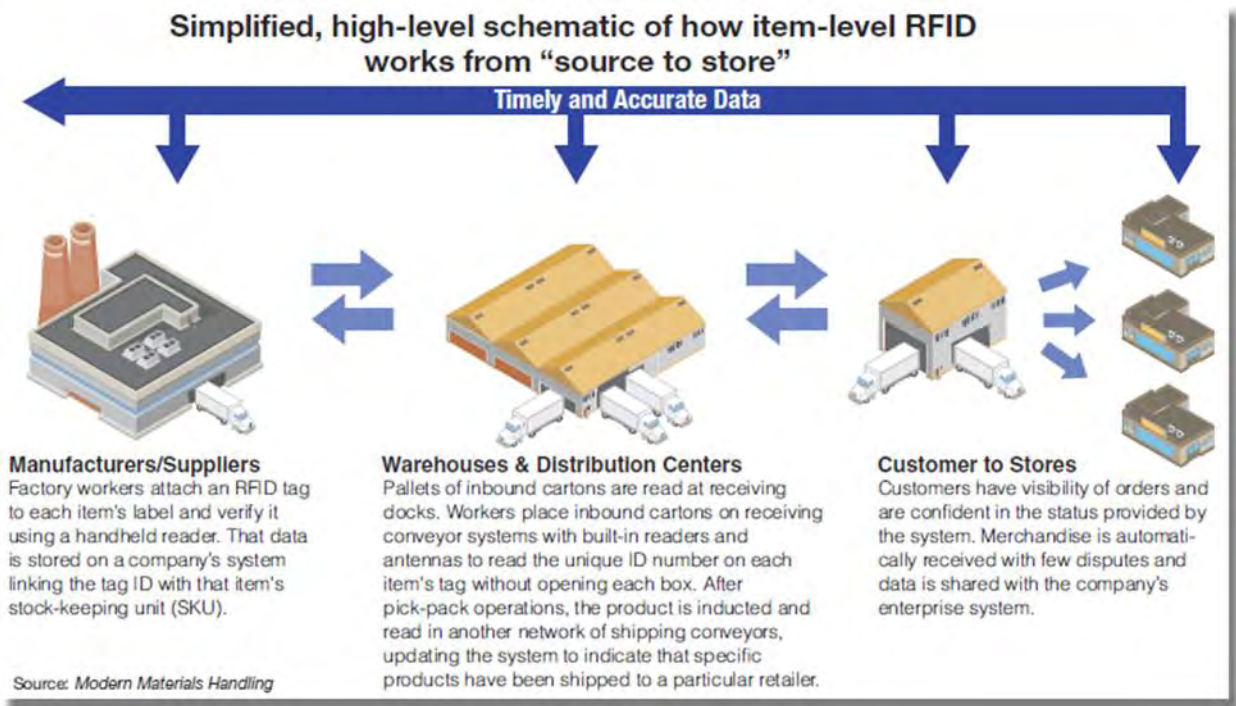 Simplified, high-level schematic of how item-level RFID
works from “source to store”
Timely and Accurate Data
Manufacturers/Suppliers
Factory workers attach an RFID tag
to each item's label and verify it
using a handheld reader. That data
is stored on a company's system
linking the tag ID with that item's
stock-keeping unit (SKU).
Warehouses & Distribution Centers
Pallets of inbound cartons are read at receiving
docks. Workers place inbound cartons on receiving
conveyor systems with built-in readers and
antennas to read the unique ID number on each
item's tag without opening each box. After
pick-pack operations, the product is inducted and
read in another network of shipping conveyors,
updating the system to indicate that specific
products have been shipped to a particular retailer.
Customer to Stores
Customers have visibility of orders and
are confident in the status provided by
the system. Merchandise is automati-
cally received with few disputes and
data is shared with the company's
enterprise system.
Source: Modern Materials Handling